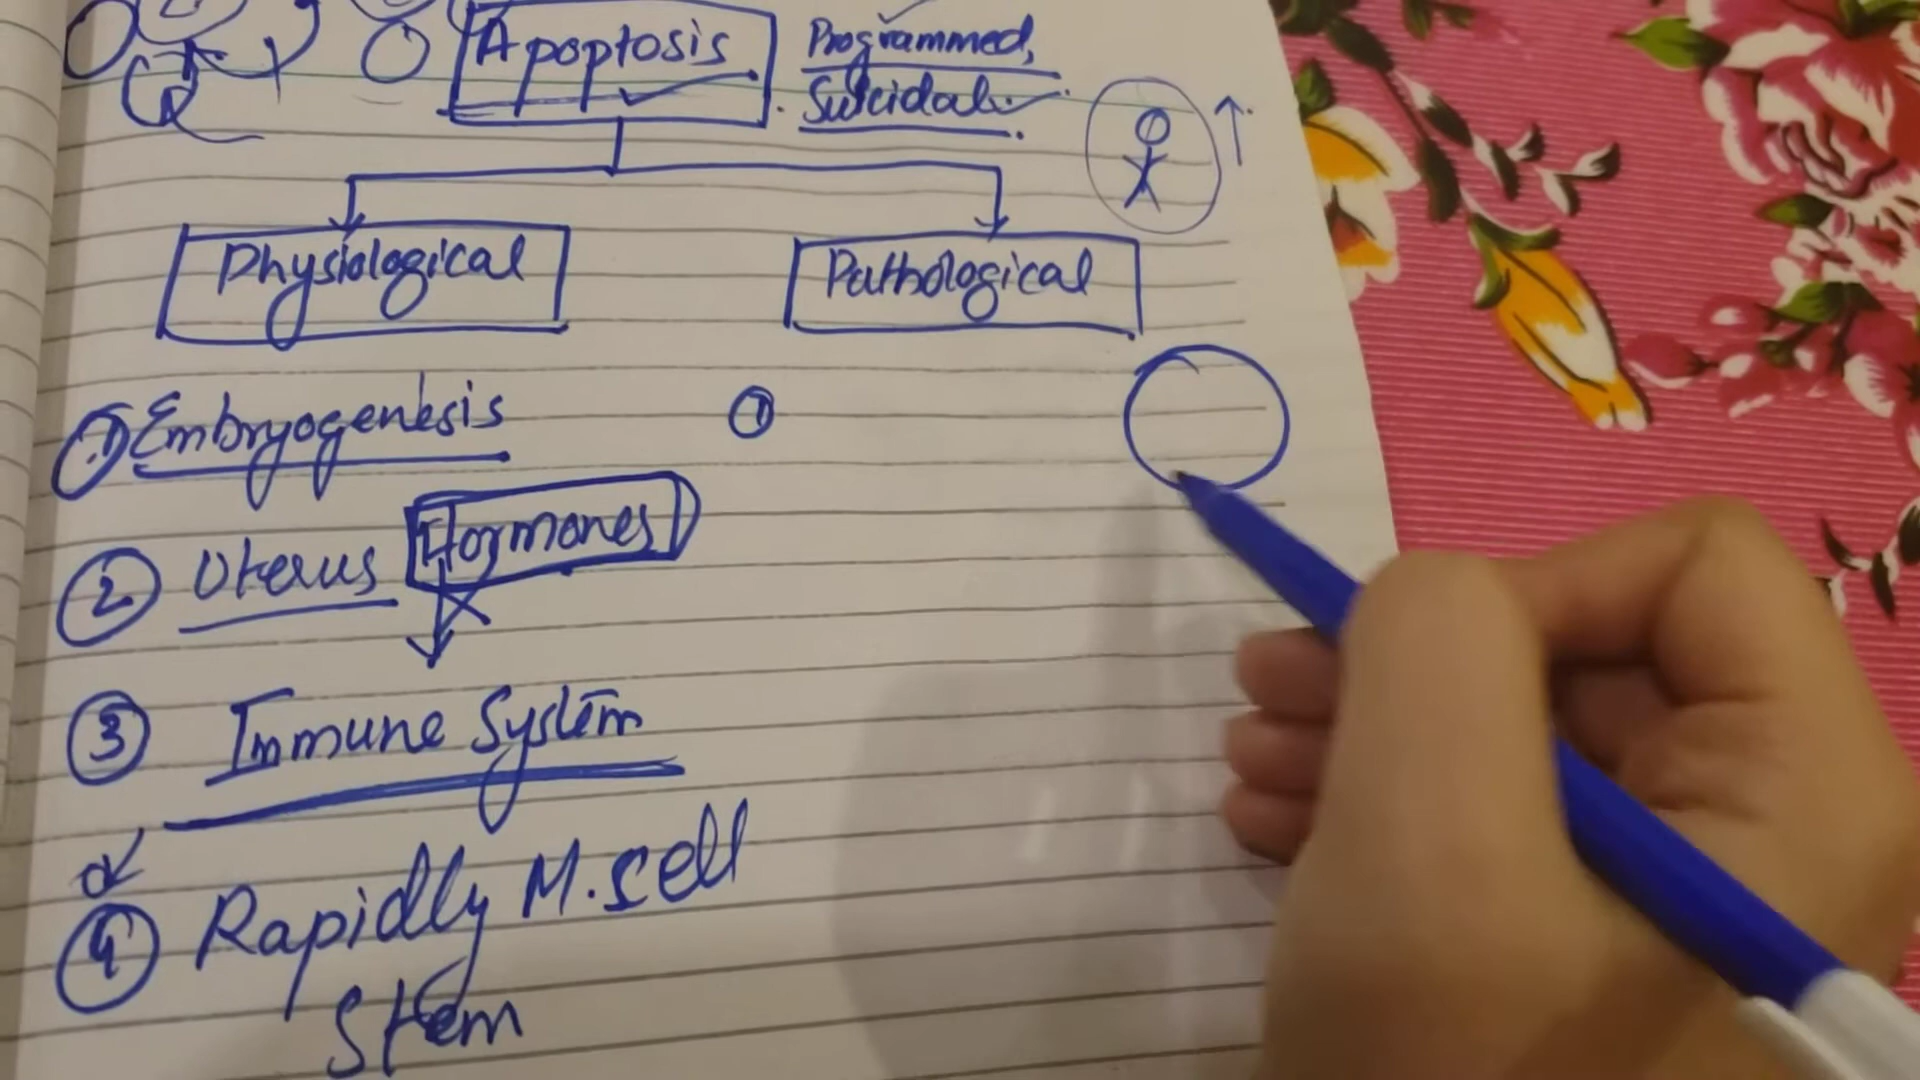 Apoptosis Programmed,
Suicidal
Physiological Pathological
1 Embryogenesis 1
2 Uterus Hormones
3 Immune System
4 Rapidly M. cell
Stem